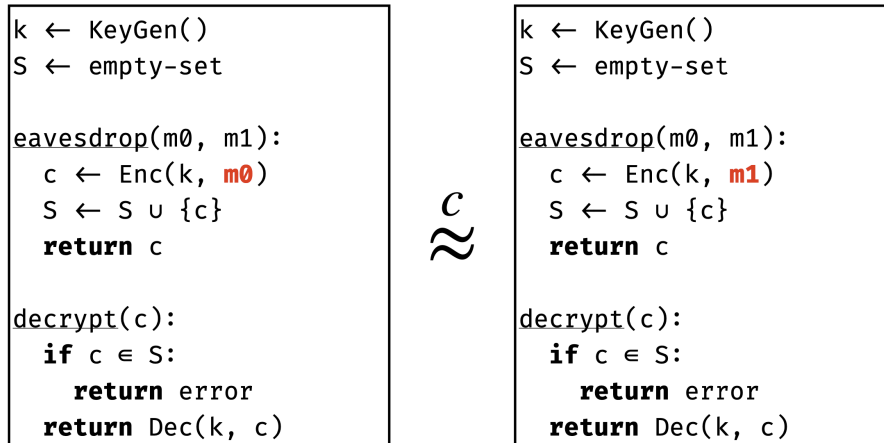 k ← KeyGen()
S ← empty-set
eavesdrop(m0, m1):
c ← Enc(k, m0)
S ← S ∪ {c}
return c
decrypt(c):
if c ∈ S:
return error
return Dec(k, c)
c
≈
k ← KeyGen()
S ← empty-set
eavesdrop(m0, m1):
c ← Enc(k, m1)
S ← S ∪ {c}
return c
decrypt(c):
if c ∈ S:
return error
return Dec(k, c)